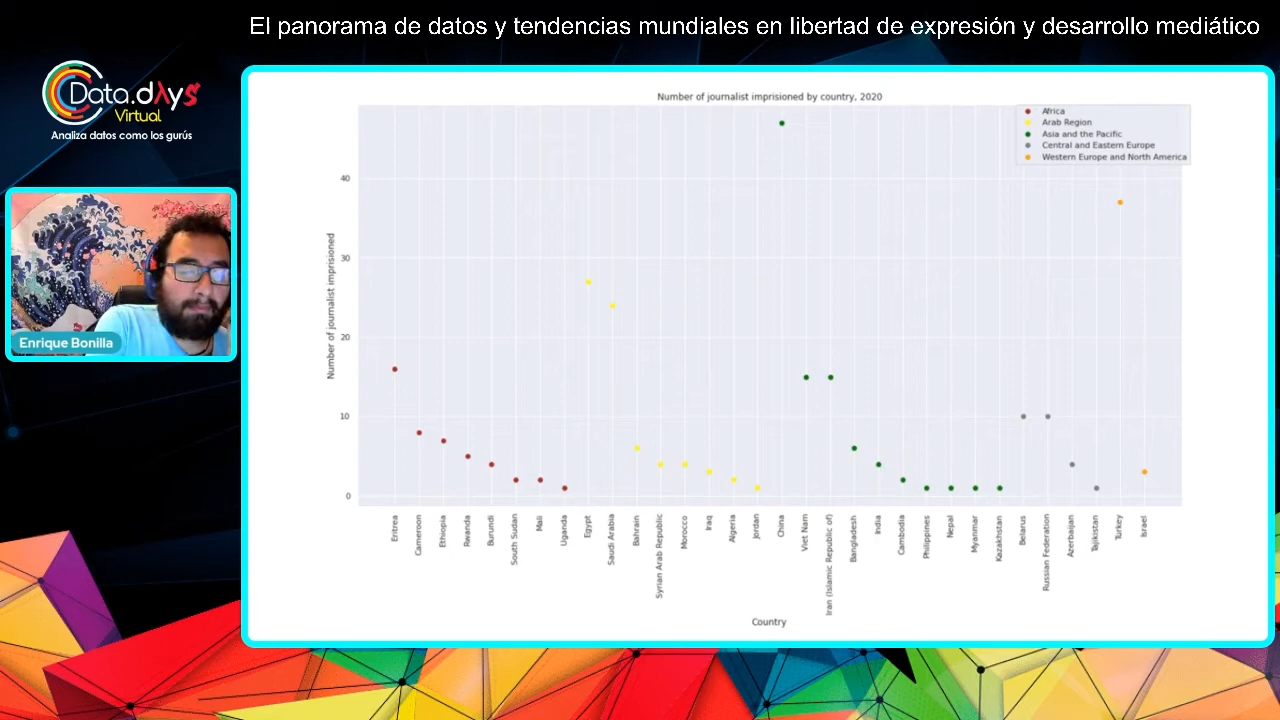 El panorama de datos y tendencias mundiales en libertad de expresión y desarrollo mediático
Data.dAys
Virtual
Analiza datos como los gurús
Enrique Bonilla
Number of journalist imprisioned by country, 2020
Africa
Arab Region
Asia and the Pacific
Central and Eastern Europe
Western Europe and North America
Number of journalist imprisioned
40
30
20
10
0
Eritrea
Cameroon
Ethiopia
Rwanda
Burundi
South Sudan
Mali
Uganda
Egypt
Saudi Arabia
Bahrain
Syrian Arab Republic
Morocco
Iraq
Algeria
Jordan
China
Viet Nam
Iran (Islamic Republic of)
Bangladesh
India
Cambodia
Philippines
Nepal
Myanmar
Kazakhstan
Belarus
Russian Federation
Azerbaijan
Tajikistan
Turkey
Israel
Country